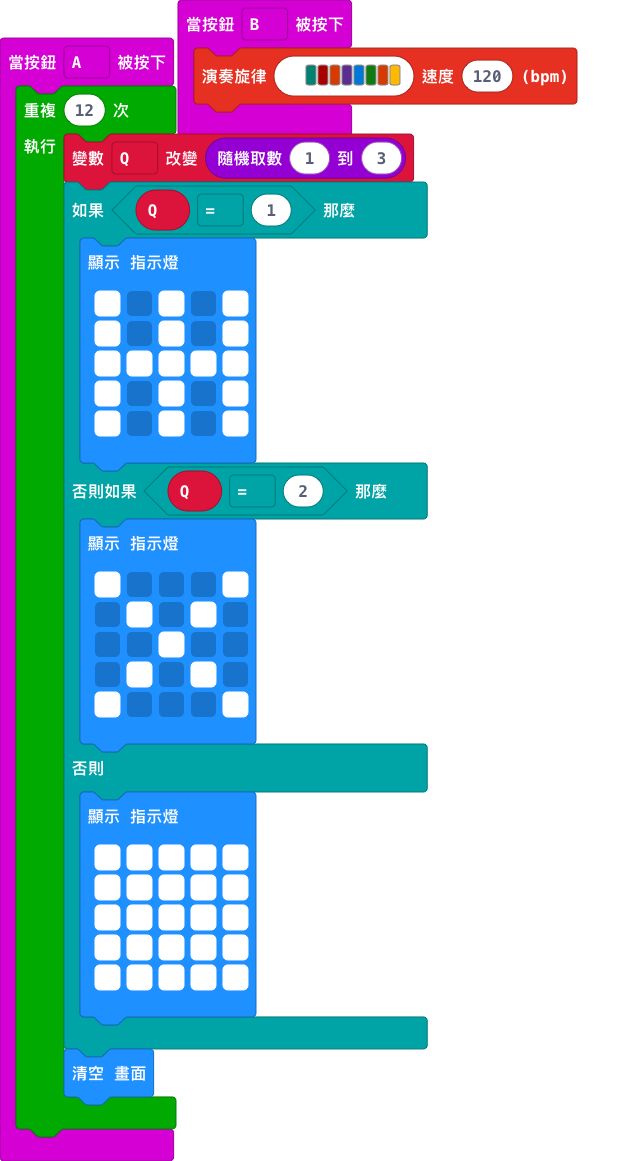 當按鈕 B 被按下
演奏旋律 速度 120 (bpm)
當按鈕 A 被按下
重複 12 次
執行
變數 Q 改變 隨機取數 1 到 3
如果 Q = 1 那麼
顯示 指示燈
否則如果 Q = 2 那麼
顯示 指示燈
否則
顯示 指示燈
清空 畫面